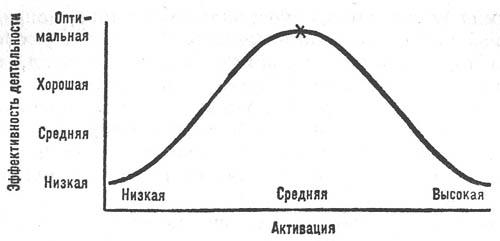 Эффективность деятельности
Опти-
мальная
Хорошая
Средняя
Низкая
Низкая Средняя Высокая
Активация